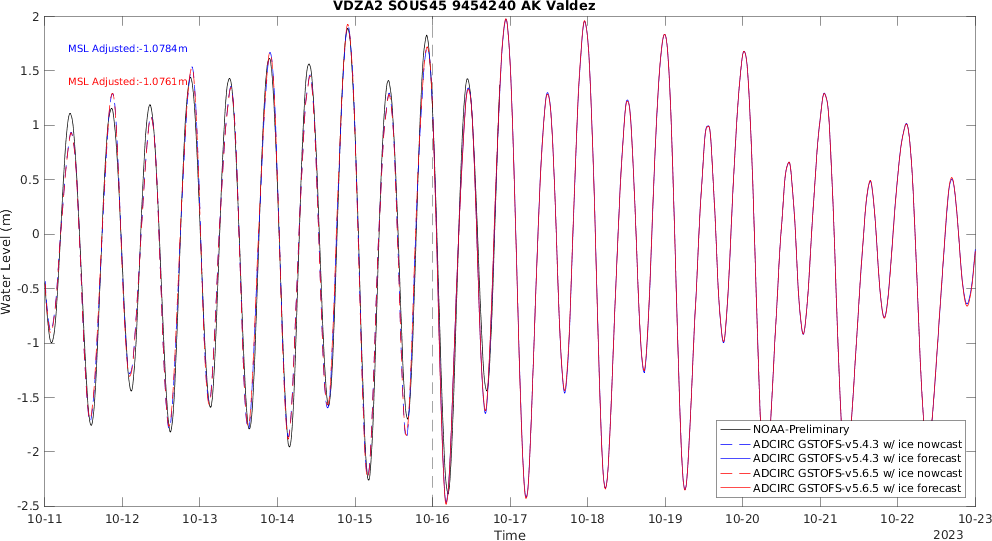 VDZA2 SOUS45 9454240 AK Valdez
MSL Adjusted:-1.0784m
MSL Adjusted:-1.0761m
Water Level (m)
2
1.5
1
0.5
0
-0.5
-1
-1.5
-2
-2.5
NOAA-Preliminary
ADCIRC GSTOFS-v5.4.3 w/ ice nowcast
ADCIRC GSTOFS-v5.4.3 w/ ice forecast
ADCIRC GSTOFS-v5.6.5 w/ ice nowcast
ADCIRC GSTOFS-v5.6.5 w/ ice forecast
10-11 10-12 10-13 10-14 10-15 10-16 10-17 10-18 10-19 10-20 10-21 10-22 10-23
Time
2023